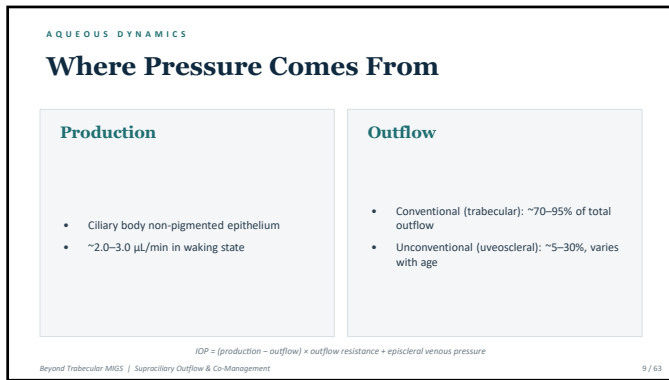 AQUEOUS DYNAMICS
Where Pressure Comes From
Production
• Ciliary body non-pigmented epithelium
• ~2.0–3.0 µL/min in waking state
Outflow
• Conventional (trabecular): ~70–95% of total
outflow
• Unconventional (uveoscleral): ~5–30%, varies
with age
IOP = (production – outflow) × outflow resistance + episcleral venous pressure
Beyond Trabecular MIGS | Supraciliary Outflow & Co-Management
9 / 63